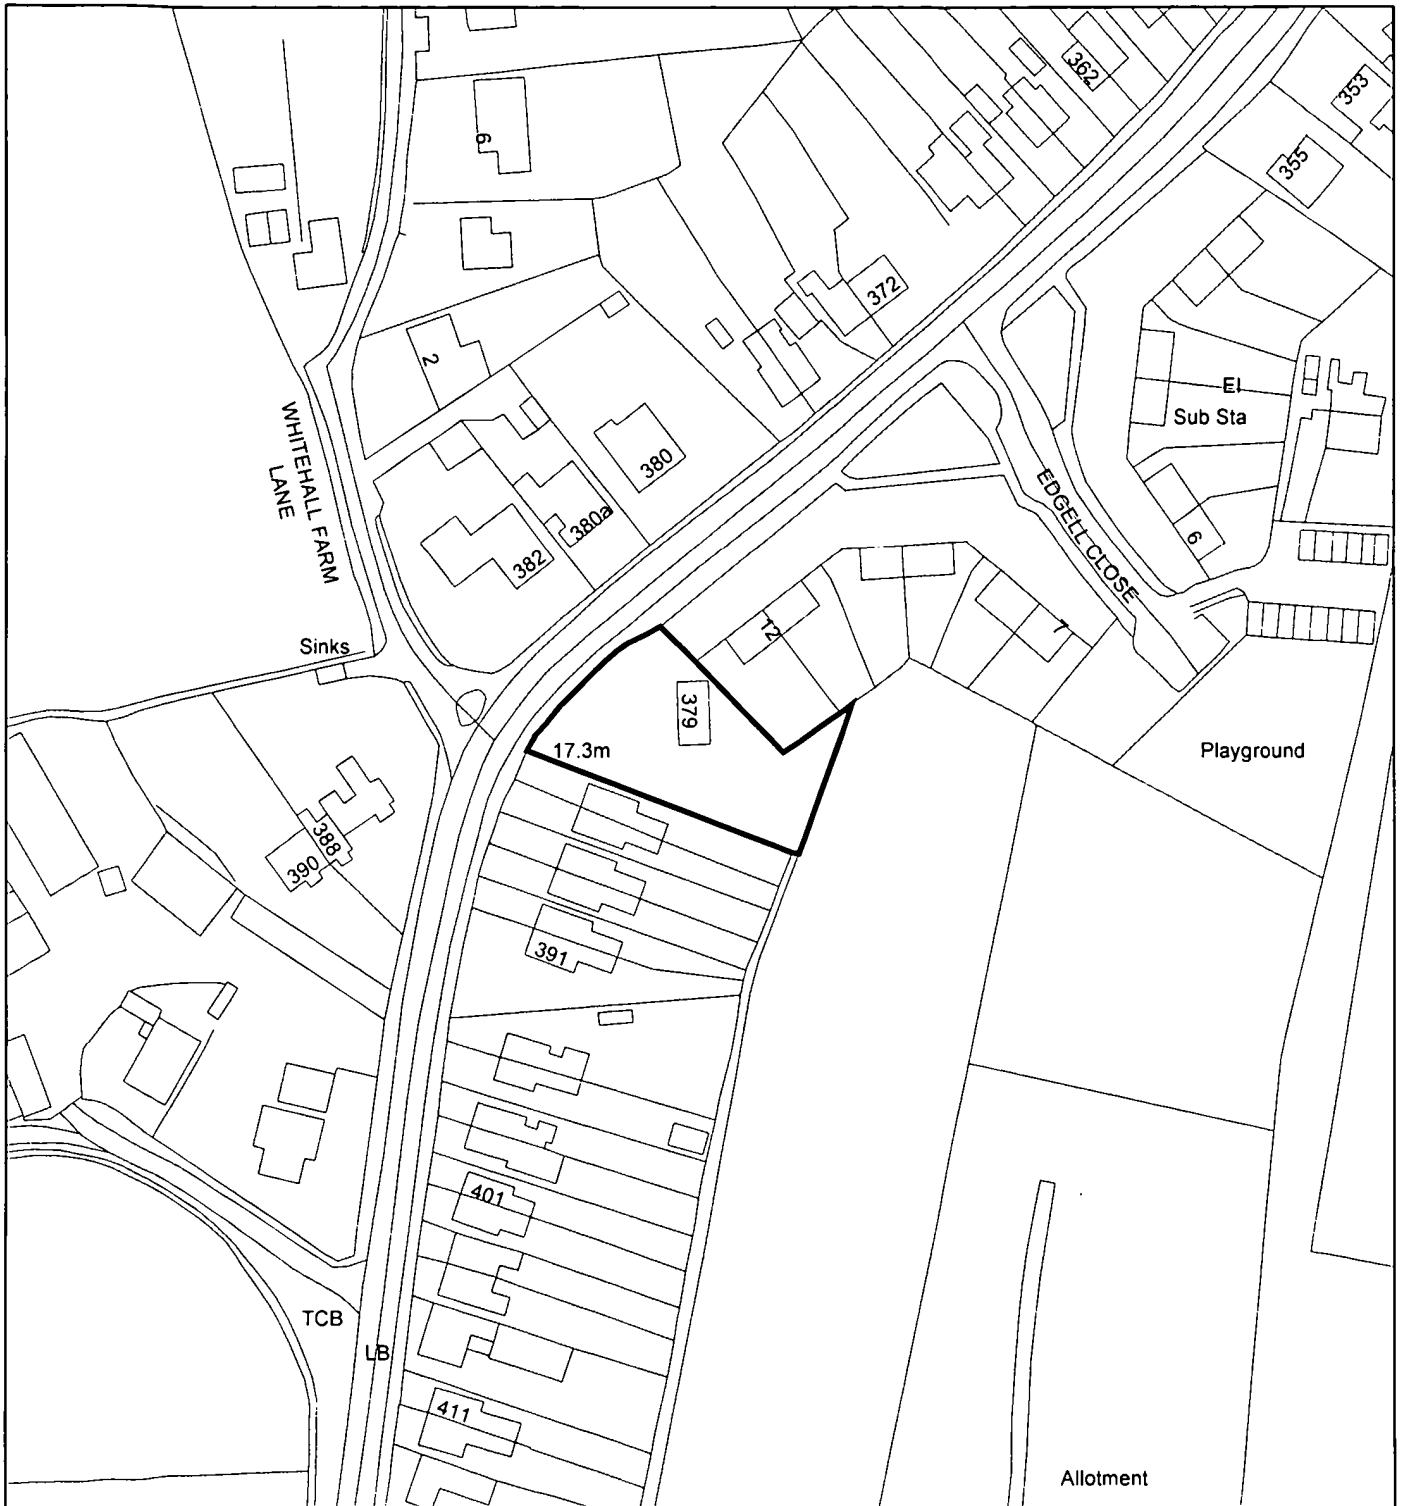 362
353
355
6
372
2
El
Sub Sta
380
EDGELL CLOSE
WHITEHALL FARM
LANE
380a
382
6
12
7
Sinks
379
17.3m
Playground
388
390
391
401
TCB
LB
411
Allotment